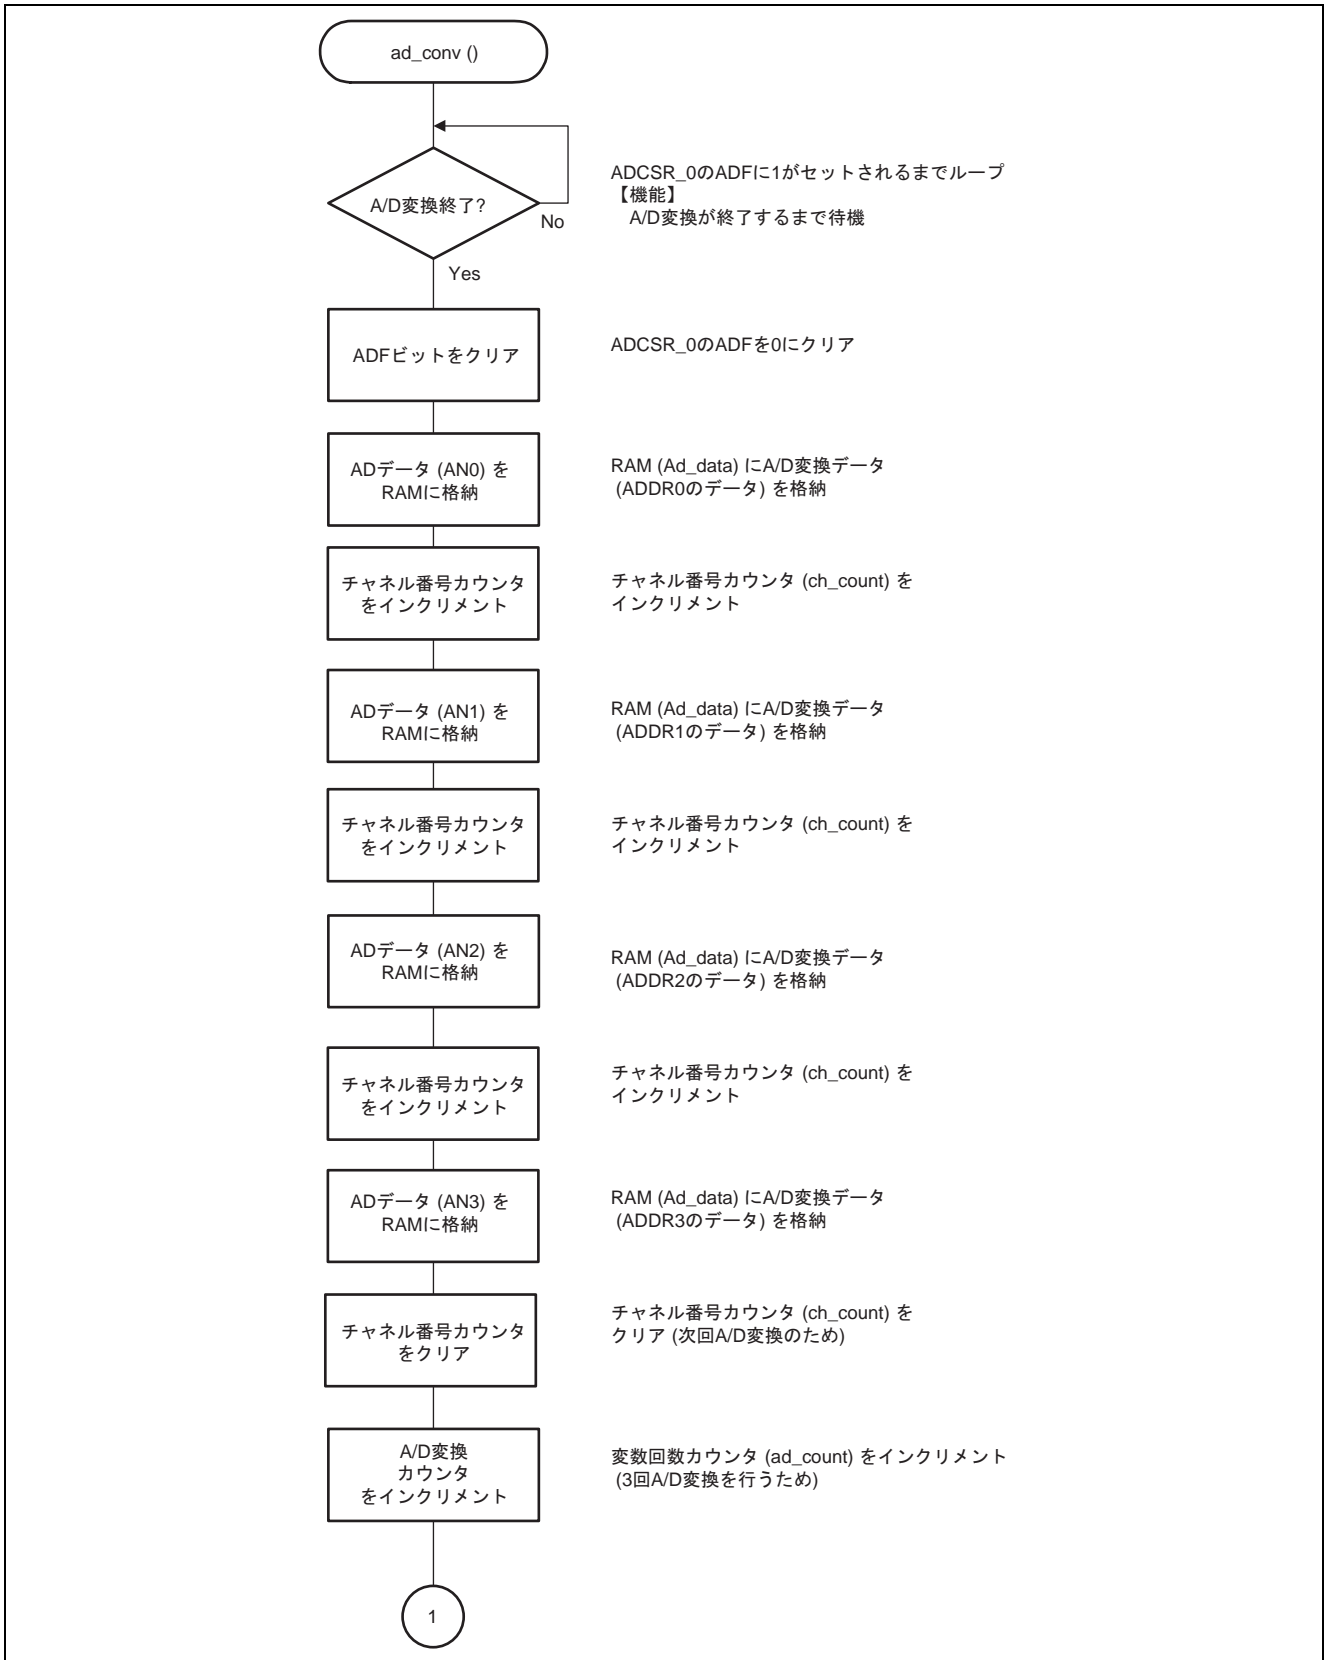 ad_conv ()
A/D変換終了?
No
Yes
ADCSR_0のADFに1がセットされるまでループ
【機能】
A/D変換が終了するまで待機
ADFビットをクリア
ADCSR_0のADFを0にクリア
ADデータ (AN0) を
RAMに格納
RAM (Ad_data) にA/D変換データ
(ADDR0のデータ) を格納
チャネル番号カウンタ
をインクリメント
チャネル番号カウンタ (ch_count) を
インクリメント
ADデータ (AN1) を
RAMに格納
RAM (Ad_data) にA/D変換データ
(ADDR1のデータ) を格納
チャネル番号カウンタ
をインクリメント
チャネル番号カウンタ (ch_count) を
インクリメント
ADデータ (AN2) を
RAMに格納
RAM (Ad_data) にA/D変換データ
(ADDR2のデータ) を格納
チャネル番号カウンタ
をインクリメント
チャネル番号カウンタ (ch_count) を
インクリメント
ADデータ (AN3) を
RAMに格納
RAM (Ad_data) にA/D変換データ
(ADDR3のデータ) を格納
チャネル番号カウンタ
をクリア
チャネル番号カウンタ (ch_count) を
クリア (次回A/D変換のため)
A/D変換
カウンタ
をインクリメント
変数回数カウンタ (ad_count) をインクリメント
(3回A/D変換を行うため)
1